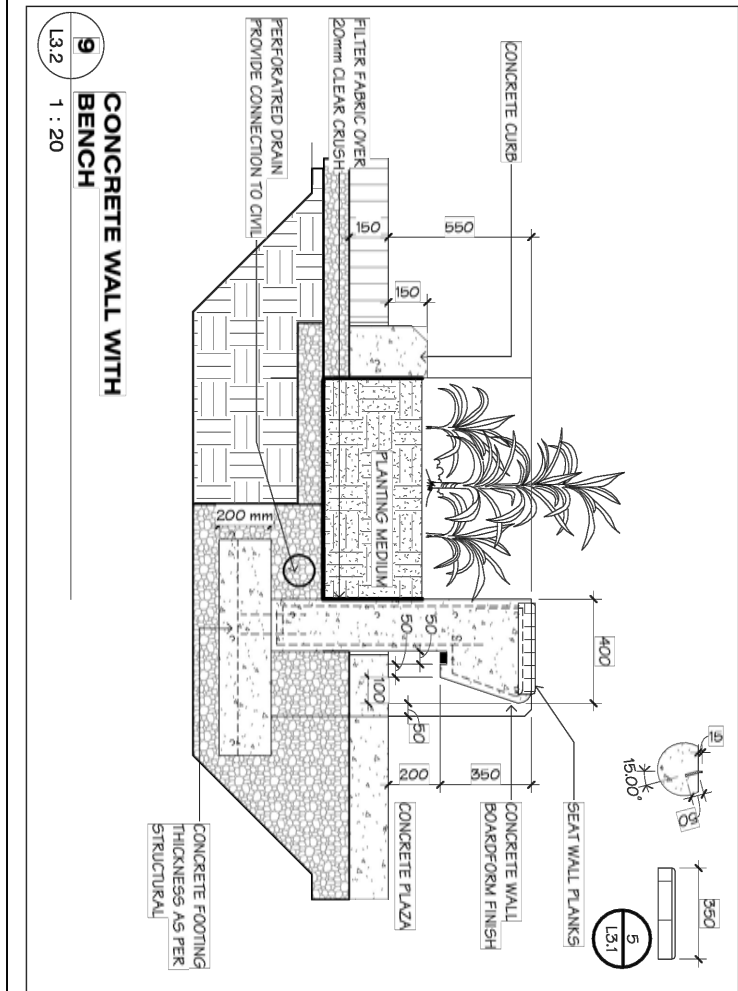 CONCRETE CURB
FILTER FABRIC OVER
20mm CLEAR CRUSH
PERFORATRED DRAIN
PROVIDE CONNECTION TO CIVIL
550
150
150
PLANTING MEDIUM
200 mm
400
50
50
100
50
200
350
15
15.00°
50
350
5
L3.1
SEAT WALL PLANKS
CONCRETE WALL
BOARDFORM FINISH
CONCRETE PLAZA
CONCRETE FOOTING
THICKNESS AS PER
STRUCTURAL
9
L3.2
CONCRETE WALL WITH
BENCH
1 : 20